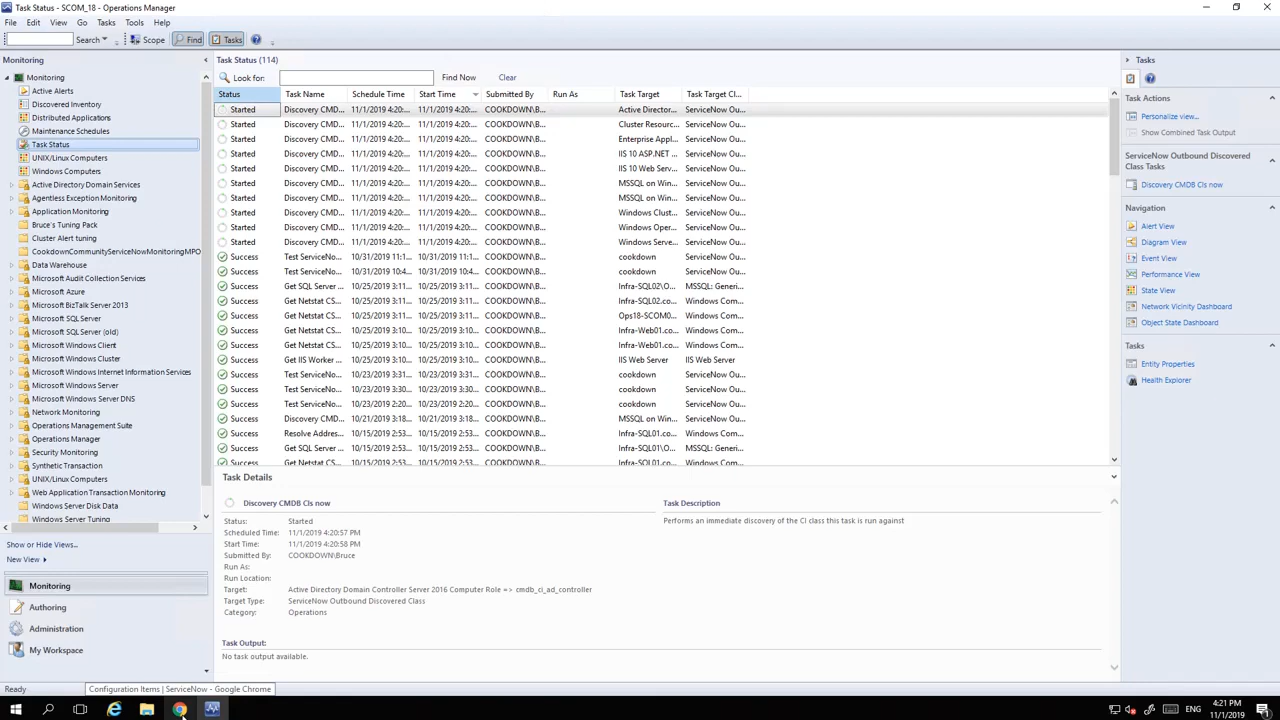 Task Status - SCOM_18 - Operations Manager
File Edit View Go Tasks Tools Help
Search Scope Find Tasks
Monitoring
Monitoring
Active Alerts
Discovered Inventory
Distributed Applications
Maintenance Schedules
Task Status
UNIX/Linux Computers
Windows Computers
Active Directory Domain Services
Agentless Exception Monitoring
Application Monitoring
Bruce's Tuning Pack
Cluster Alert tuning
CookdownCommunityServiceNowMonitoringMPO
Data Warehouse
Microsoft Audit Collection Services
Microsoft Azure
Microsoft BizTalk Server 2013
Microsoft SQL Server
Microsoft SQL Server (old)
Microsoft Windows Client
Microsoft Windows Cluster
Microsoft Windows Internet Information Services
Microsoft Windows Server
Microsoft Windows Server DNS
Network Monitoring
Operations Management Suite
Operations Manager
Security Monitoring
Synthetic Transaction
UNIX/Linux Computers
Web Application Transaction Monitoring
Windows Server Disk Data
Windows Server Tuning
Show or Hide Views...
New View
Monitoring
Authoring
Administration
My Workspace
Task Status (114)
Look for: Find Now Clear
Status Task Name Schedule Time Start Time Submitted By Run As Task Target Task Target Cl...
Started Discovery CMD... 11/1/2019 4:20:... 11/1/2019 4:20:... COOKDOWN\B... Active Director... ServiceNow Ou...
Started Discovery CMD... 11/1/2019 4:20:... 11/1/2019 4:20:... COOKDOWN\B... Cluster Resourc... ServiceNow Ou...
Started Discovery CMD... 11/1/2019 4:20:... 11/1/2019 4:20:... COOKDOWN\B... Enterprise Appl... ServiceNow Ou...
Started Discovery CMD... 11/1/2019 4:20:... 11/1/2019 4:20:... COOKDOWN\B... IIS 10 ASP.NET ... ServiceNow Ou...
Started Discovery CMD... 11/1/2019 4:20:... 11/1/2019 4:20:... COOKDOWN\B... IIS 10 Web Serv... ServiceNow Ou...
Started Discovery CMD... 11/1/2019 4:20:... 11/1/2019 4:20:... COOKDOWN\B... MSSQL on Win... ServiceNow Ou...
Started Discovery CMD... 11/1/2019 4:20:... 11/1/2019 4:20:... COOKDOWN\B... MSSQL on Win... ServiceNow Ou...
Started Discovery CMD... 11/1/2019 4:20:... 11/1/2019 4:20:... COOKDOWN\B... Windows Clust... ServiceNow Ou...
Started Discovery CMD... 11/1/2019 4:20:... 11/1/2019 4:20:... COOKDOWN\B... Windows Oper... ServiceNow Ou...
Started Discovery CMD... 11/1/2019 4:20:... 11/1/2019 4:20:... COOKDOWN\B... Windows Serve... ServiceNow Ou...
Success Test ServiceNo... 10/31/2019 11:1... 10/31/2019 11:1... COOKDOWN\B... cookdown ServiceNow Ou...
Success Test ServiceNo... 10/31/2019 10:4... 10/31/2019 10:4... COOKDOWN\B... cookdown ServiceNow Ou...
Success Get SQL Server ... 10/25/2019 3:11... 10/25/2019 3:11... COOKDOWN\B... Infra-SQL02\O... MSSQL: Generi...
Success Get Netstat CS... 10/25/2019 3:11... 10/25/2019 3:11... COOKDOWN\B... Infra-SQL02.co... Windows Com...
Success Get Netstat CS... 10/25/2019 3:11... 10/25/2019 3:11... COOKDOWN\B... Ops18-SCOM0... Windows Com...
Success Get Netstat CS... 10/25/2019 3:11... 10/25/2019 3:11... COOKDOWN\B... Infra-Web01.co... Windows Com...
Success Get Netstat CS... 10/25/2019 3:10... 10/25/2019 3:10... COOKDOWN\B... Infra-Web01.co... Windows Com...
Success Get IIS Worker ... 10/25/2019 3:10... 10/25/2019 3:10... COOKDOWN\B... IIS Web Server IIS Web Server
Success Test ServiceNo... 10/23/2019 3:31... 10/23/2019 3:31... COOKDOWN\B... cookdown ServiceNow Ou...
Success Test ServiceNo... 10/23/2019 3:30... 10/23/2019 3:30... COOKDOWN\B... cookdown ServiceNow Ou...
Success Test ServiceNo... 10/23/2019 2:20... 10/23/2019 2:20... COOKDOWN\B... cookdown ServiceNow Ou...
Success Discovery CMD... 10/21/2019 3:18... 10/21/2019 3:18... COOKDOWN\B... MSSQL on Win... ServiceNow Ou...
Success Resolve Addres... 10/15/2019 2:53... 10/15/2019 2:53... COOKDOWN\B... Infra-SQL01.co... Windows Com...
Success Get SQL Server ... 10/15/2019 2:53... 10/15/2019 2:53... COOKDOWN\B... Infra-SQL01\O... MSSQL: Generi...
Success Get Netstat CS... 10/15/2019 2:53... 10/15/2019 2:53... COOKDOWN\B... Infra-SQL01.co... Windows Com...
Task Details
Discovery CMDB CIs now
Status: Started
Scheduled Time: 11/1/2019 4:20:57 PM
Start Time: 11/1/2019 4:20:58 PM
Submitted By: COOKDOWN\Bruce
Run As:
Run Location:
Target: Active Directory Domain Controller Server 2016 Computer Role => cmdb_ci_ad_controller
Target Type: ServiceNow Outbound Discovered Class
Category: Operations
Task Description
Performs an immediate discovery of the CI class this task is run against
Task Output:
No task output available.
Tasks
Task Actions
Personalize view...
Show Combined Task Output
ServiceNow Outbound Discovered
Class Tasks
Discovery CMDB CIs now
Navigation
Alert View
Diagram View
Event View
Performance View
State View
Network Vicinity Dashboard
Object State Dashboard
Tasks
Entity Properties
Health Explorer
Ready
Configuration Items | ServiceNow - Google Chrome
ENG
4:21 PM
11/1/2019